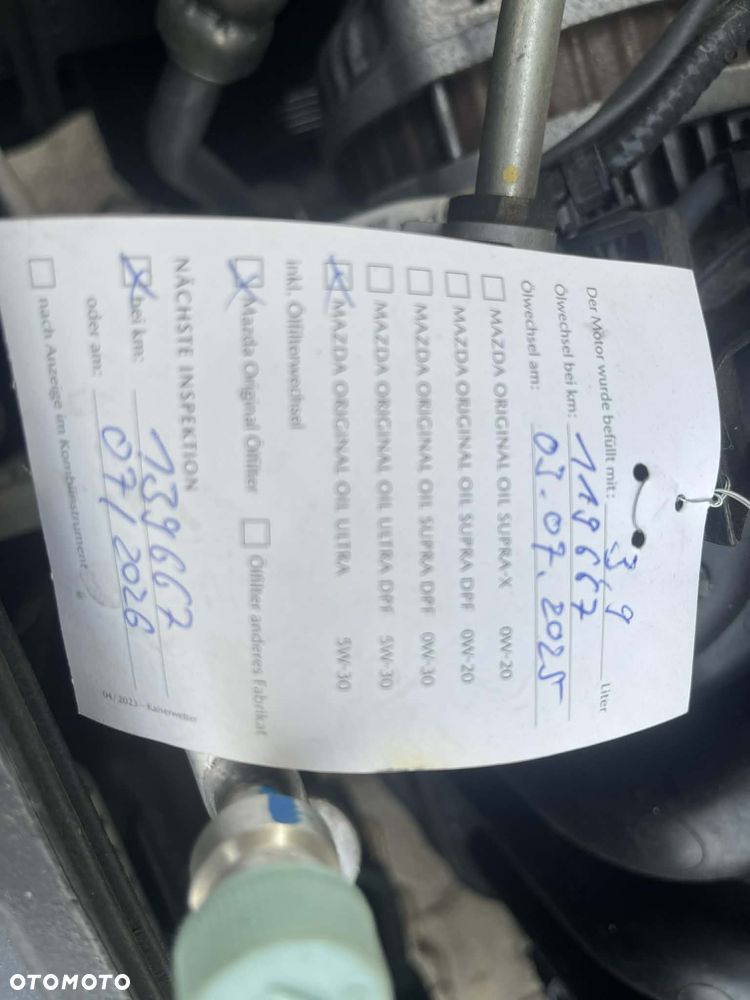 Der Motor wurde befüllt mit: 3,9 Liter
Ölwechsel bei km: 119667
Ölwechsel am: 03.07.2025
MAZDA ORIGINAL OIL SUPRA-X 0W-20
MAZDA ORIGINAL OIL SUPRA DPF 0W-20
MAZDA ORIGINAL OIL SUPRA DPF 0W-30
MAZDA ORIGINAL OIL ULTRA DPF 5W-30
MAZDA ORIGINAL OIL ULTRA 5W-30
inkl. Ölfilterwechsel
Mazda Original Ölfilter Ölfilter anderes Fabrikat
NÄCHSTE INSPEKTION
bei km: 139667
oder am: 07/2026
nach Anzeige im Kombiinstrument
04/2023 – Kaiserwetter
OTOMOTO